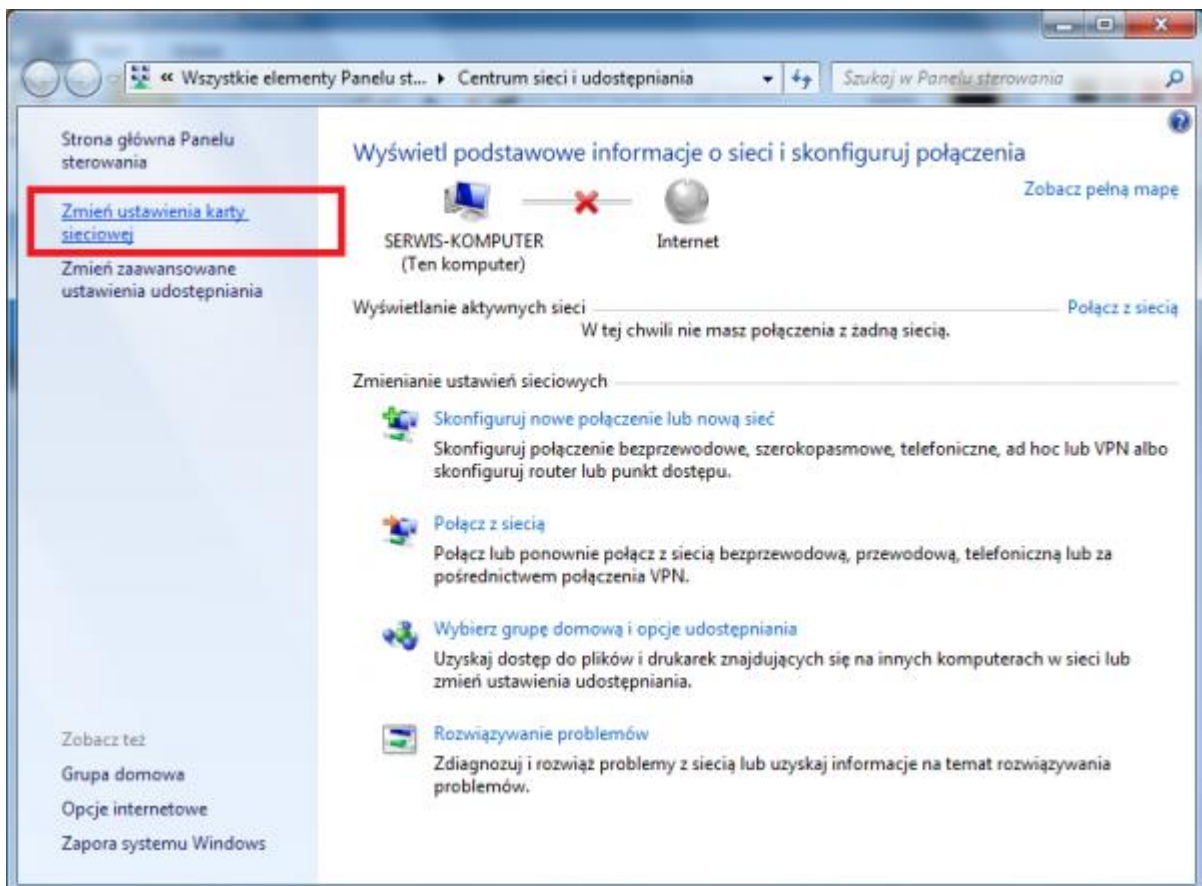 « Wszystkie elementy Panelu st... Centrum sieci i udostępniania
Szukaj w Panelu sterowania
Strona główna Panelu
sterowania
Zmień ustawienia karty
sieciowej
Zmień zaawansowane
ustawienia udostępniania
Zobacz też
Grupa domowa
Opcje internetowe
Zapora systemu Windows
Wyświetl podstawowe informacje o sieci i skonfiguruj połączenia
Zobacz pełną mapę
SERWIS-KOMPUTER
(Ten komputer)
Internet
Wyświetlanie aktywnych sieci
Połącz z siecią
W tej chwili nie masz połączenia z żadną siecią.
Zmienianie ustawień sieciowych
Skonfiguruj nowe połączenie lub nową sieć
Skonfiguruj połączenie bezprzewodowe, szerokopasmowe, telefoniczne, ad hoc lub VPN albo
skonfiguruj router lub punkt dostępu.
Połącz z siecią
Połącz lub ponownie połącz z siecią bezprzewodową, przewodową, telefoniczną lub za
pośrednictwem połączenia VPN.
Wybierz grupę domową i opcje udostępniania
Uzyskaj dostęp do plików i drukarek znajdujących się na innych komputerach w sieci lub
zmień ustawienia udostępniania.
Rozwiązywanie problemów
Zdiagnozuj i rozwiąż problemy z siecią lub uzyskaj informacje na temat rozwiązywania
problemów.